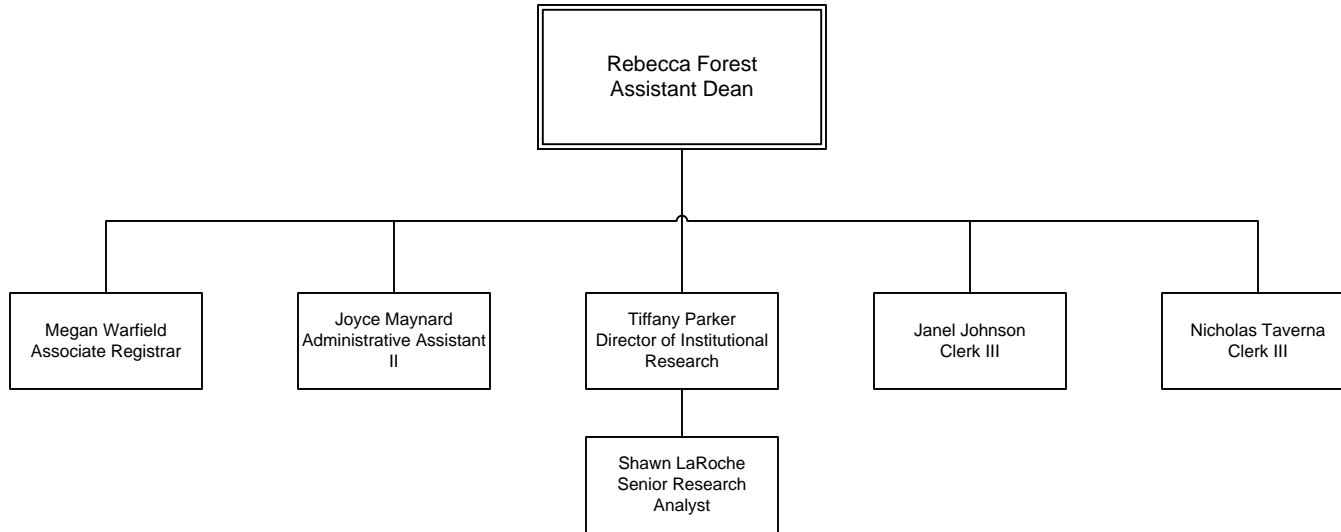 Rebecca Forest
Assistant Dean
Megan Warfield
Associate Registrar
Joyce Maynard
Administrative Assistant
II
Tiffany Parker
Director of Institutional
Research
Janel Johnson
Clerk III
Nicholas Taverna
Clerk III
Shawn LaRoche
Senior Research
Analyst